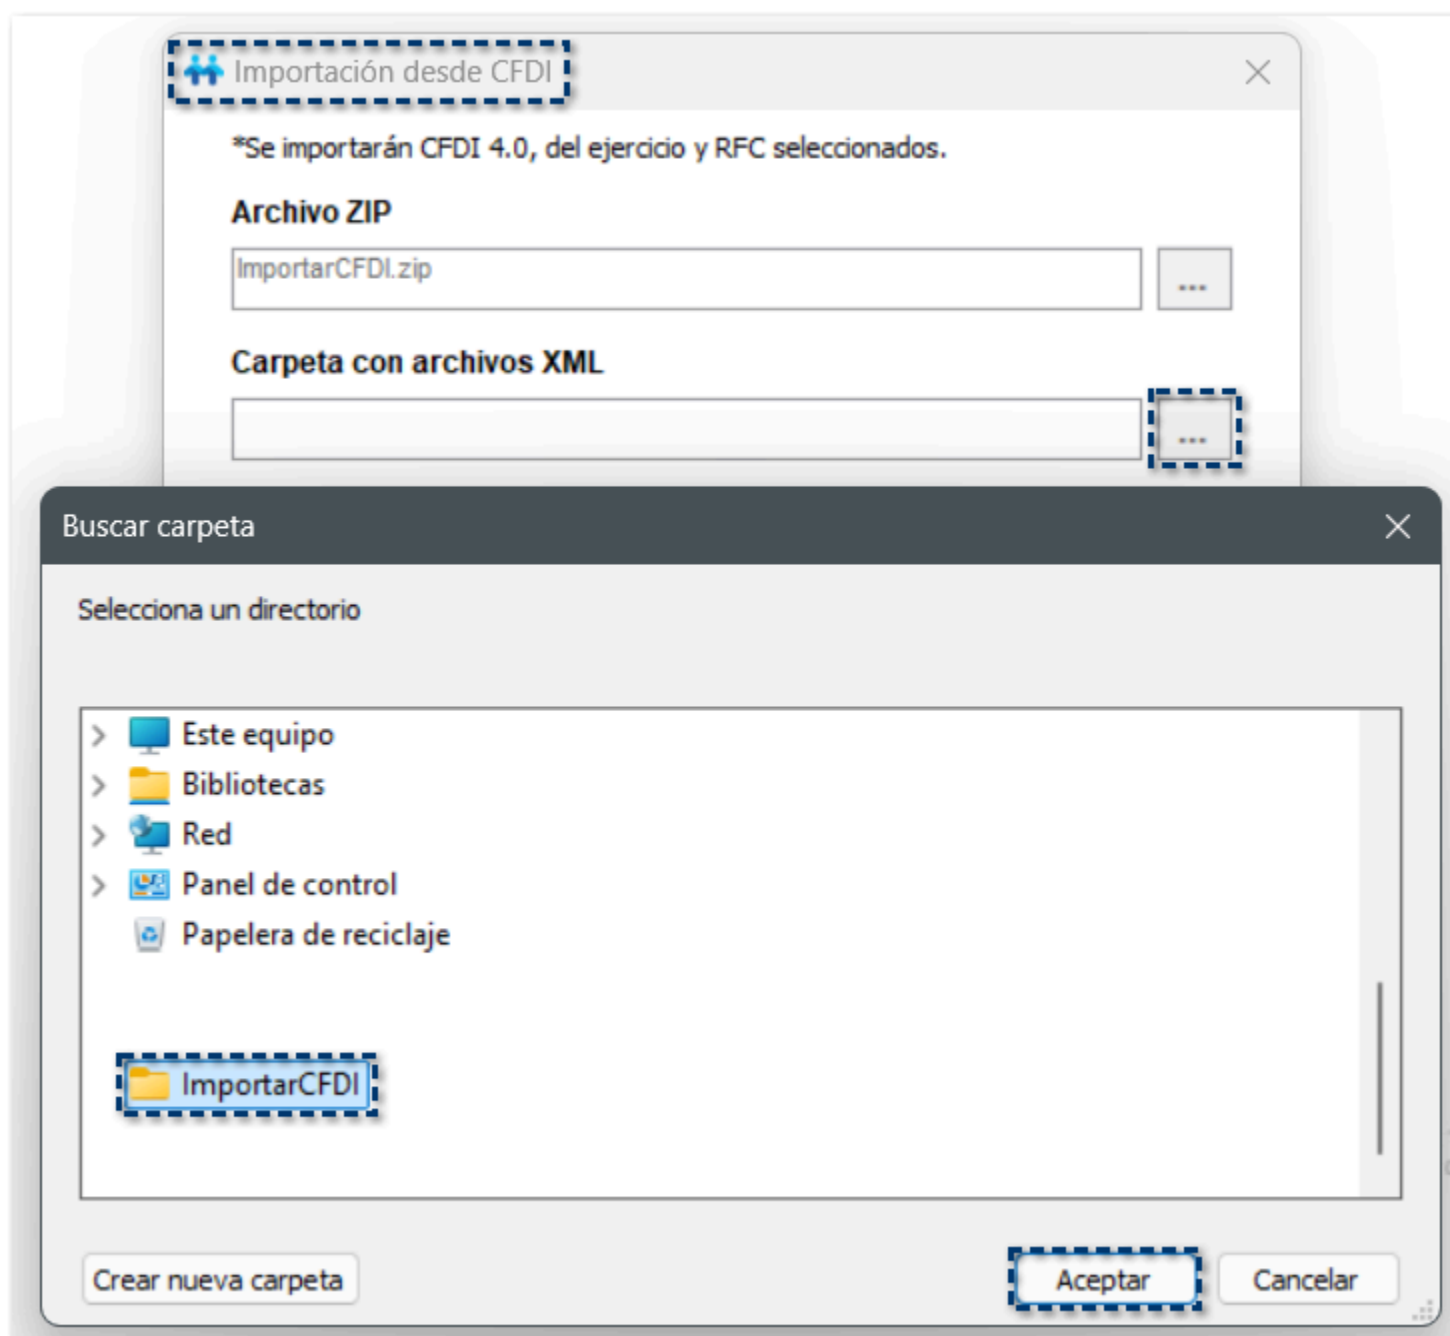 Importación desde CFDI
*Se importarán CFDI 4.0, del ejercicio y RFC seleccionados.
Archivo ZIP
ImportarCFDI.zip
...
Carpeta con archivos XML
...
Buscar carpeta
Selecciona un directorio
Este equipo
Bibliotecas
Red
Panel de control
Papelera de reciclaje
ImportarCFDI
Crear nueva carpeta
Aceptar
Cancelar